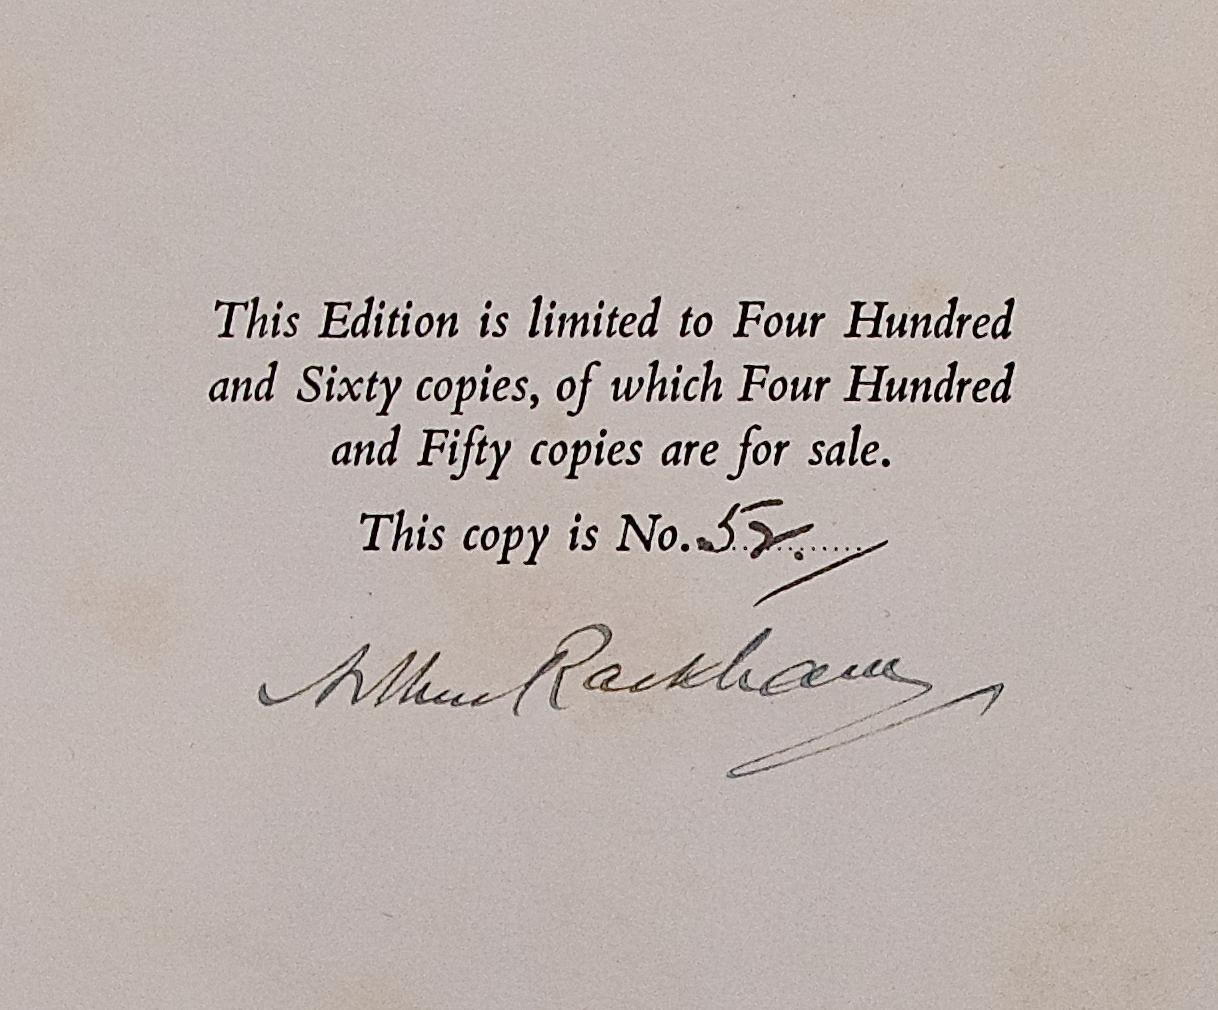 This Edition is limited to Four Hundred
and Sixty copies, of which Four Hundred
and Fifty copies are for sale.
This copy is No. 52.
Arthur Rackham